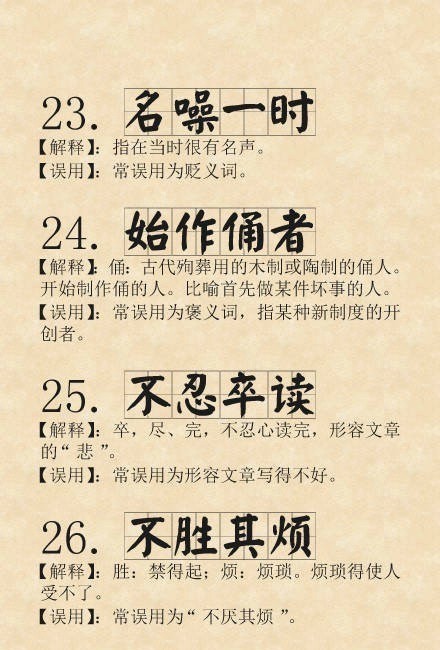 23. 名噪一时
【解释】：指在当时很有名声。
【误用】：常误用为贬义词。
24. 始作俑者
【解释】：俑：古代殉葬用的木制或陶制的俑人。
开始制作俑的人。比喻首先做某件坏事的人。
【误用】：常误用为褒义词，指某种新制度的开
创者。
25. 不忍卒读
【解释】：卒，尽、完，不忍心读完，形容文章
的“悲”。
【误用】：常误用为形容文章写得不好。
26. 不胜其烦
【解释】：胜：禁得起；烦：烦琐。烦琐得使人
受不了。
【误用】：常误用为“不厌其烦”。